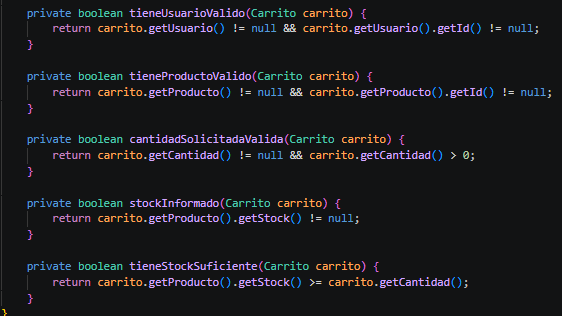 private boolean tieneUsuarioValido(Carrito carrito) {
    return carrito.getUsuario() != null && carrito.getUsuario().getId() != null;
}
private boolean tieneProductoValido(Carrito carrito) {
    return carrito.getProducto() != null && carrito.getProducto().getId() != null;
}
private boolean cantidadSolicitadaValida(Carrito carrito) {
    return carrito.getCantidad() != null && carrito.getCantidad() > 0;
}
private boolean stockInformado(Carrito carrito) {
    return carrito.getProducto().getStock() != null;
}
private boolean tieneStockSuficiente(Carrito carrito) {
    return carrito.getProducto().getStock() >= carrito.getCantidad();
}
}